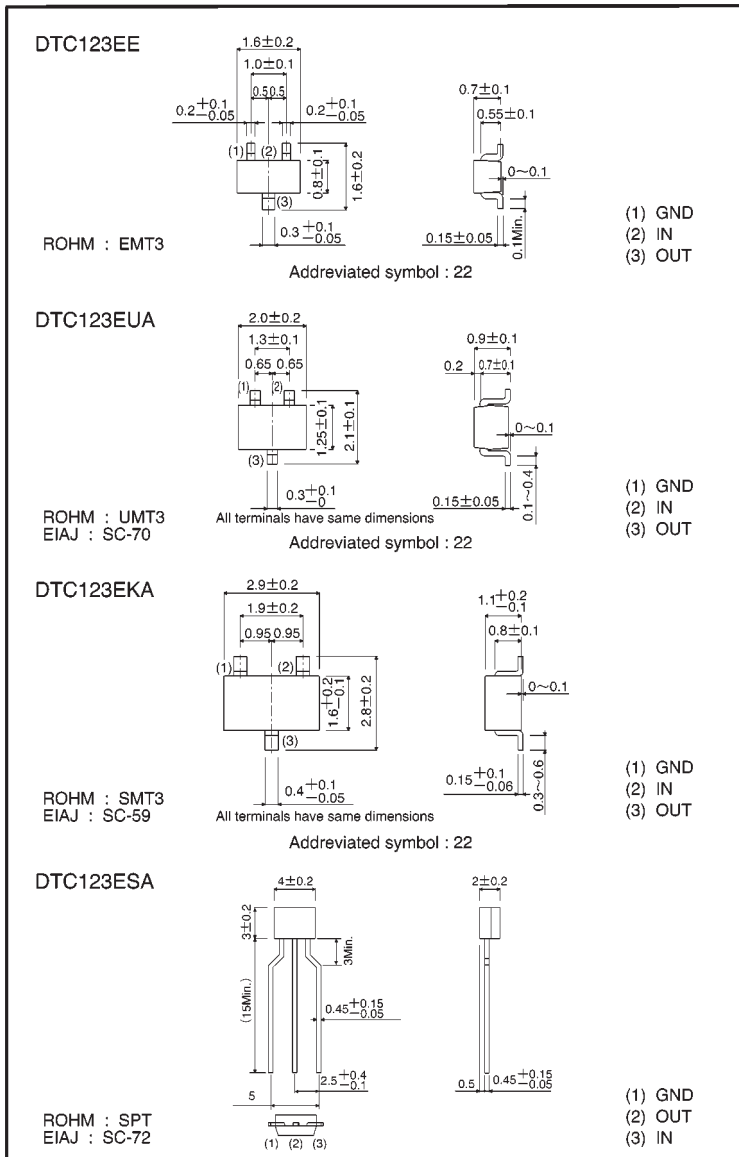 DTC123EE
1.6±0.2
1.0±0.1
0.5 0.5
0.2 +0.1 −0.05
0.2 +0.1 −0.05
(1) (2)
(3)
0.8±0.1
1.6±0.2
0.3 +0.1 −0.05
0.7±0.1
0.55±0.1
0~0.1
0.15±0.05
0.1Min.
(1) GND
(2) IN
(3) OUT
ROHM : EMT3
Addreviated symbol : 22
DTC123EUA
2.0±0.2
1.3±0.1
0.65 0.65
(1) (2)
(3)
1.25±0.1
2.1±0.1
0.3 +0.1 −0
0.9±0.1
0.2 0.7±0.1
0~0.1
0.15±0.05
0.1~0.4
(1) GND
(2) IN
(3) OUT
ROHM : UMT3
EIAJ : SC-70
All terminals have same dimensions
Addreviated symbol : 22
DTC123EKA
2.9±0.2
1.9±0.2
0.95 0.95
(1) (2)
(3)
1.6 +0.2 −0.1
2.8±0.2
0.4 +0.1 −0.05
1.1 +0.2 −0.1
0.8±0.1
0~0.1
0.15 +0.1 −0.06
0.3~0.6
(1) GND
(2) IN
(3) OUT
ROHM : SMT3
EIAJ : SC-59
All terminals have same dimensions
Addreviated symbol : 22
DTC123ESA
4±0.2
3±0.2
3Min.
(15Min.)
0.45 +0.15 −0.05
2.5 +0.4 −0.1
5
(1) (2) (3)
2±0.2
0.5
0.45 +0.15 −0.05
(1) GND
(2) OUT
(3) IN
ROHM : SPT
EIAJ : SC-72